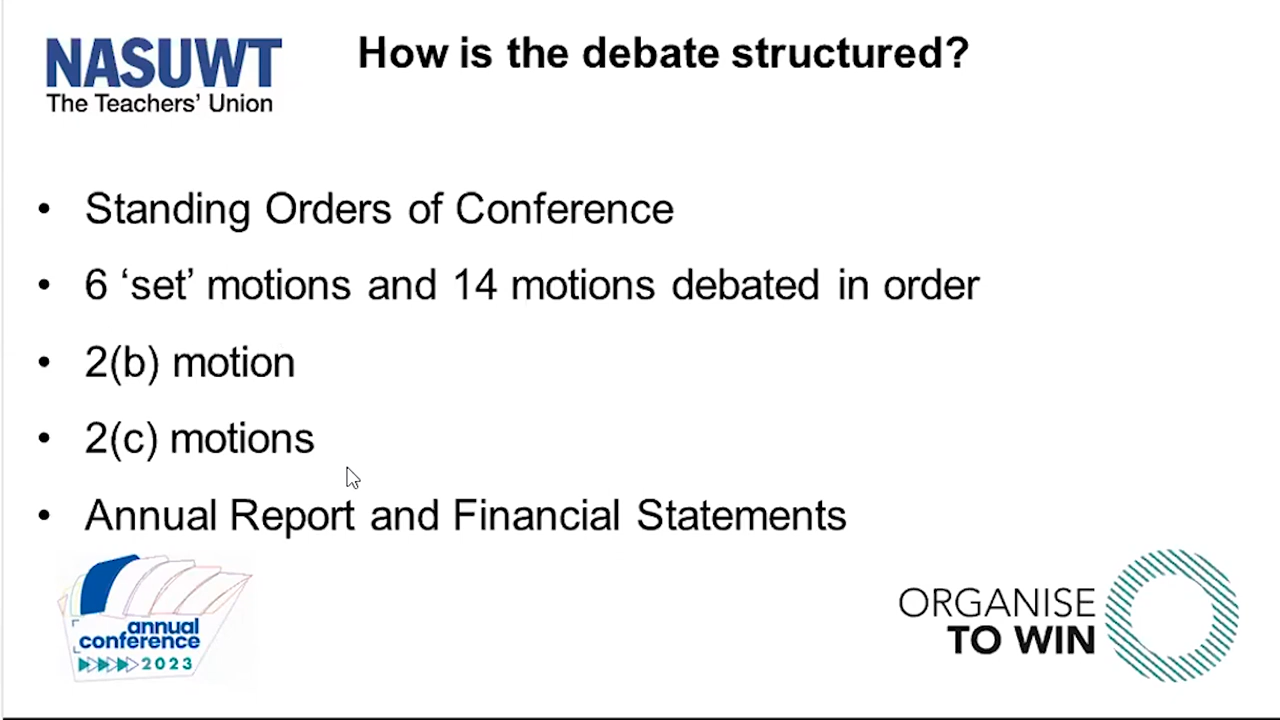 NASUWT
The Teachers’ Union
How is the debate structured?
• Standing Orders of Conference
• 6 ‘set’ motions and 14 motions debated in order
• 2(b) motion
• 2(c) motions
• Annual Report and Financial Statements
annual
conference
2023
ORGANISE
TO WIN